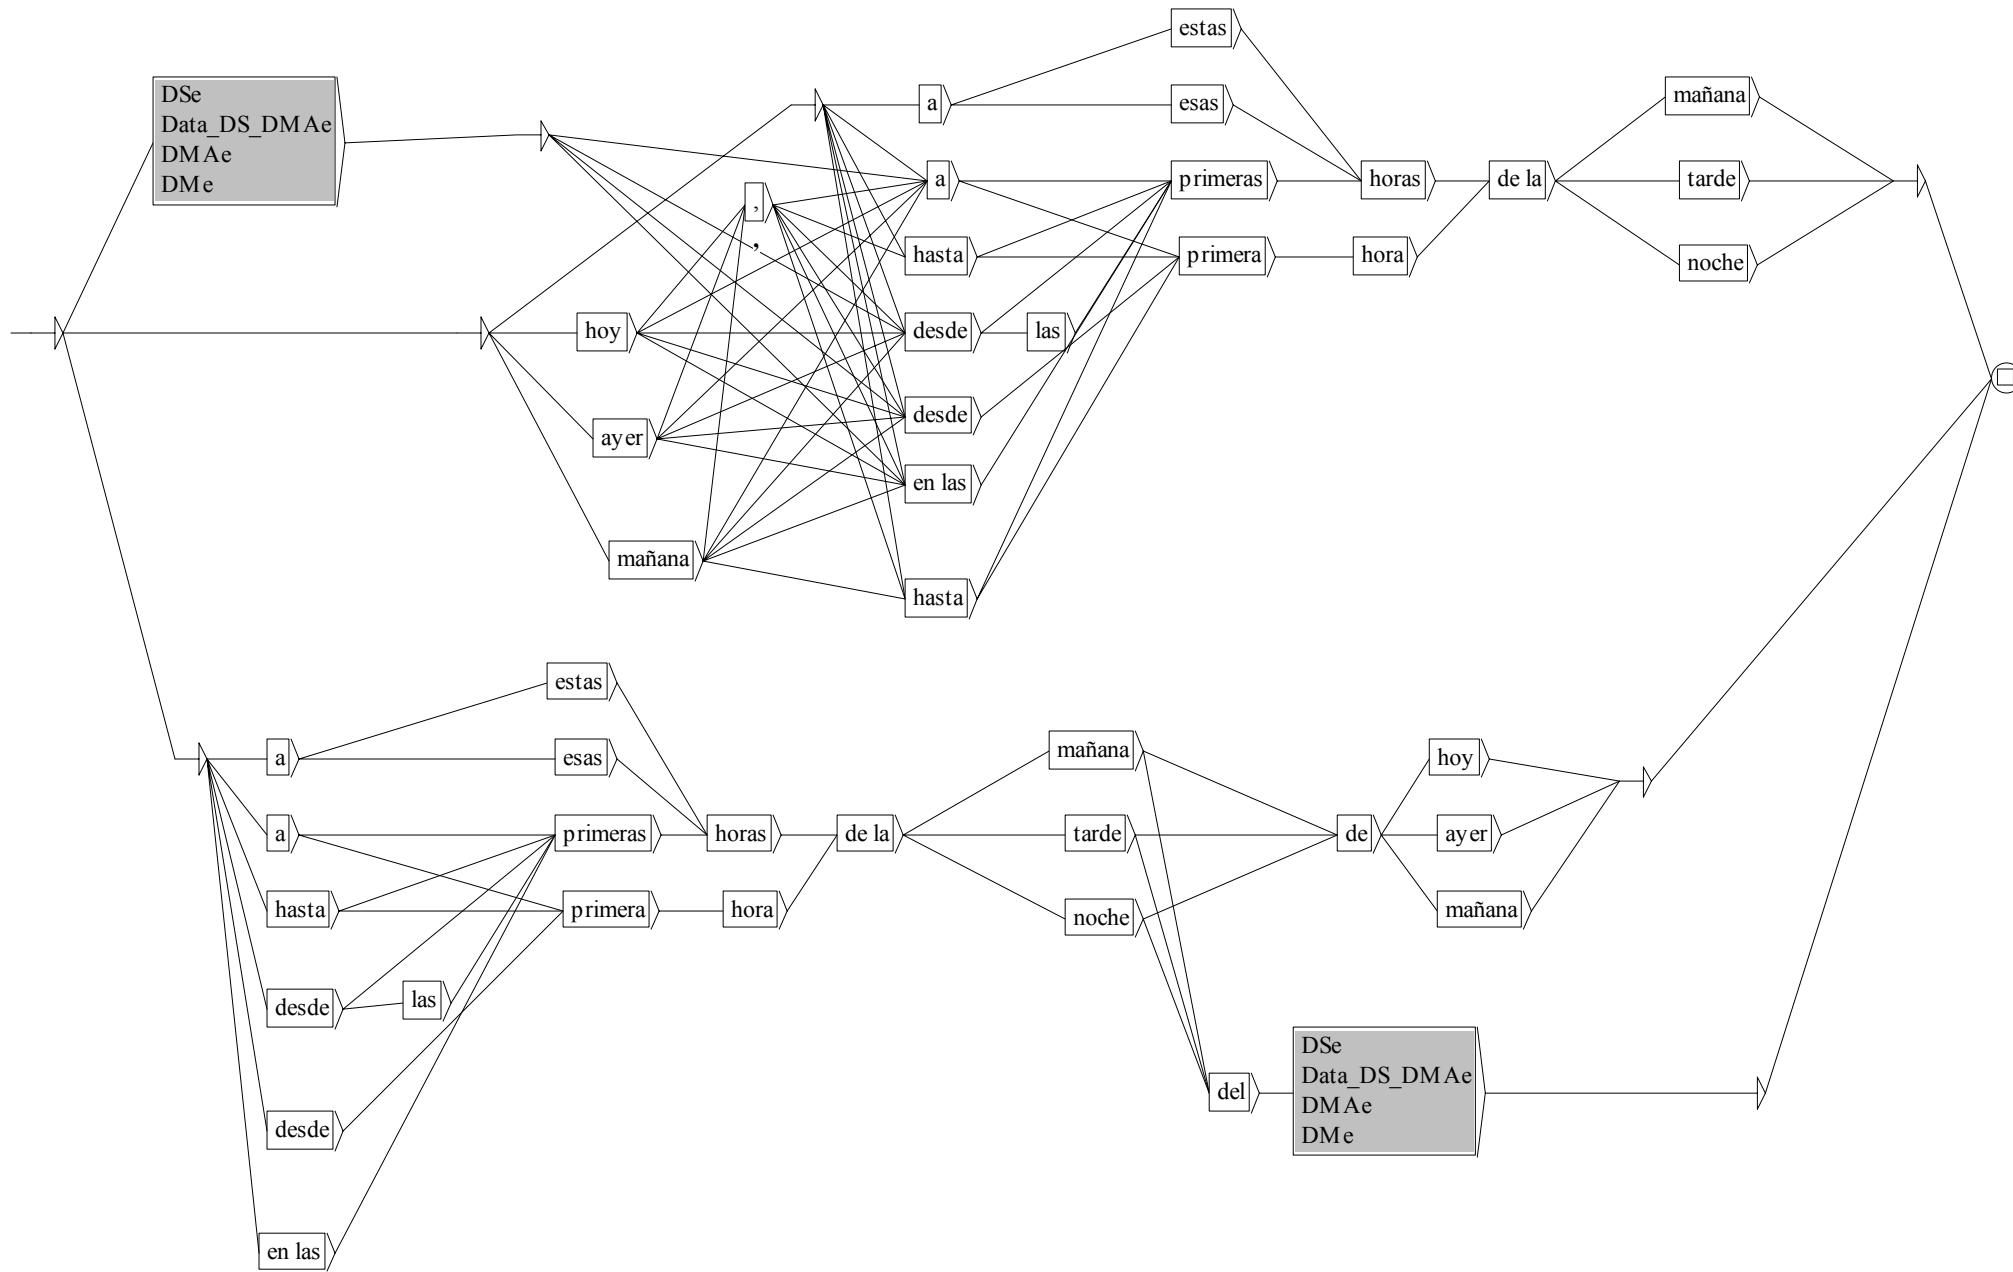 estas
DSe
Data_DS_DMAe
DMAe
DMe
a
esas
mañana
,
,
a
primeras
horas
de la
tarde
hasta
primera
hora
noche
hoy
desde
las
ayer
desde
en las
mañana
hasta
estas
a
esas
mañana
hoy
a
primeras
horas
de la
tarde
de
ayer
hasta
primera
hora
noche
mañana
desde
las
desde
del
DSe
Data_DS_DMAe
DMAe
DMe
en las